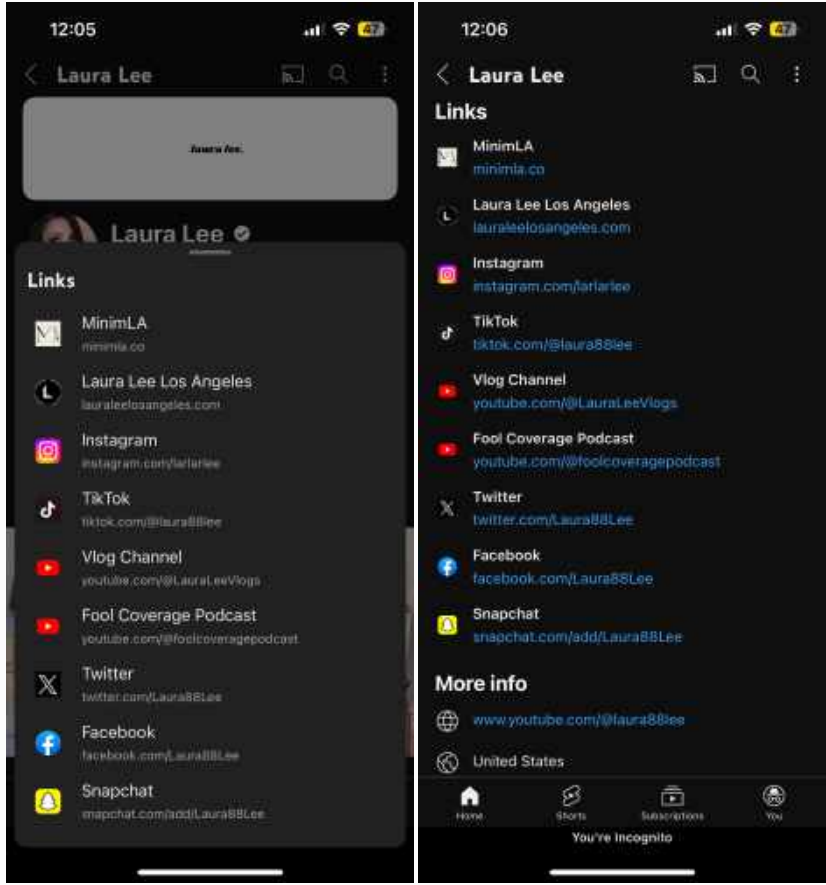 12:05
47
Laura Lee
laura lee.
Laura Lee
Links
MinimLA
minimla.co
Laura Lee Los Angeles
lauraleelosangeles.com
Instagram
instagram.com/larlarlee
TikTok
tiktok.com/@laura88lee
Vlog Channel
youtube.com/@LauraLeeVlogs
Fool Coverage Podcast
youtube.com/@foolcoveragepodcast
Twitter
twitter.com/Laura88Lee
Facebook
facebook.com/Laura88Lee
Snapchat
snapchat.com/add/Laura88Lee
12:06
47
Laura Lee
Links
MinimLA
minimla.co
Laura Lee Los Angeles
lauraleelosangeles.com
Instagram
instagram.com/larlarlee
TikTok
tiktok.com/@laura88lee
Vlog Channel
youtube.com/@LauraLeeVlogs
Fool Coverage Podcast
youtube.com/@foolcoveragepodcast
Twitter
twitter.com/Laura88Lee
Facebook
facebook.com/Laura88Lee
Snapchat
snapchat.com/add/Laura88Lee
More info
www.youtube.com/@laura88lee
United States
Home Shorts Subscriptions You
You're Incognito